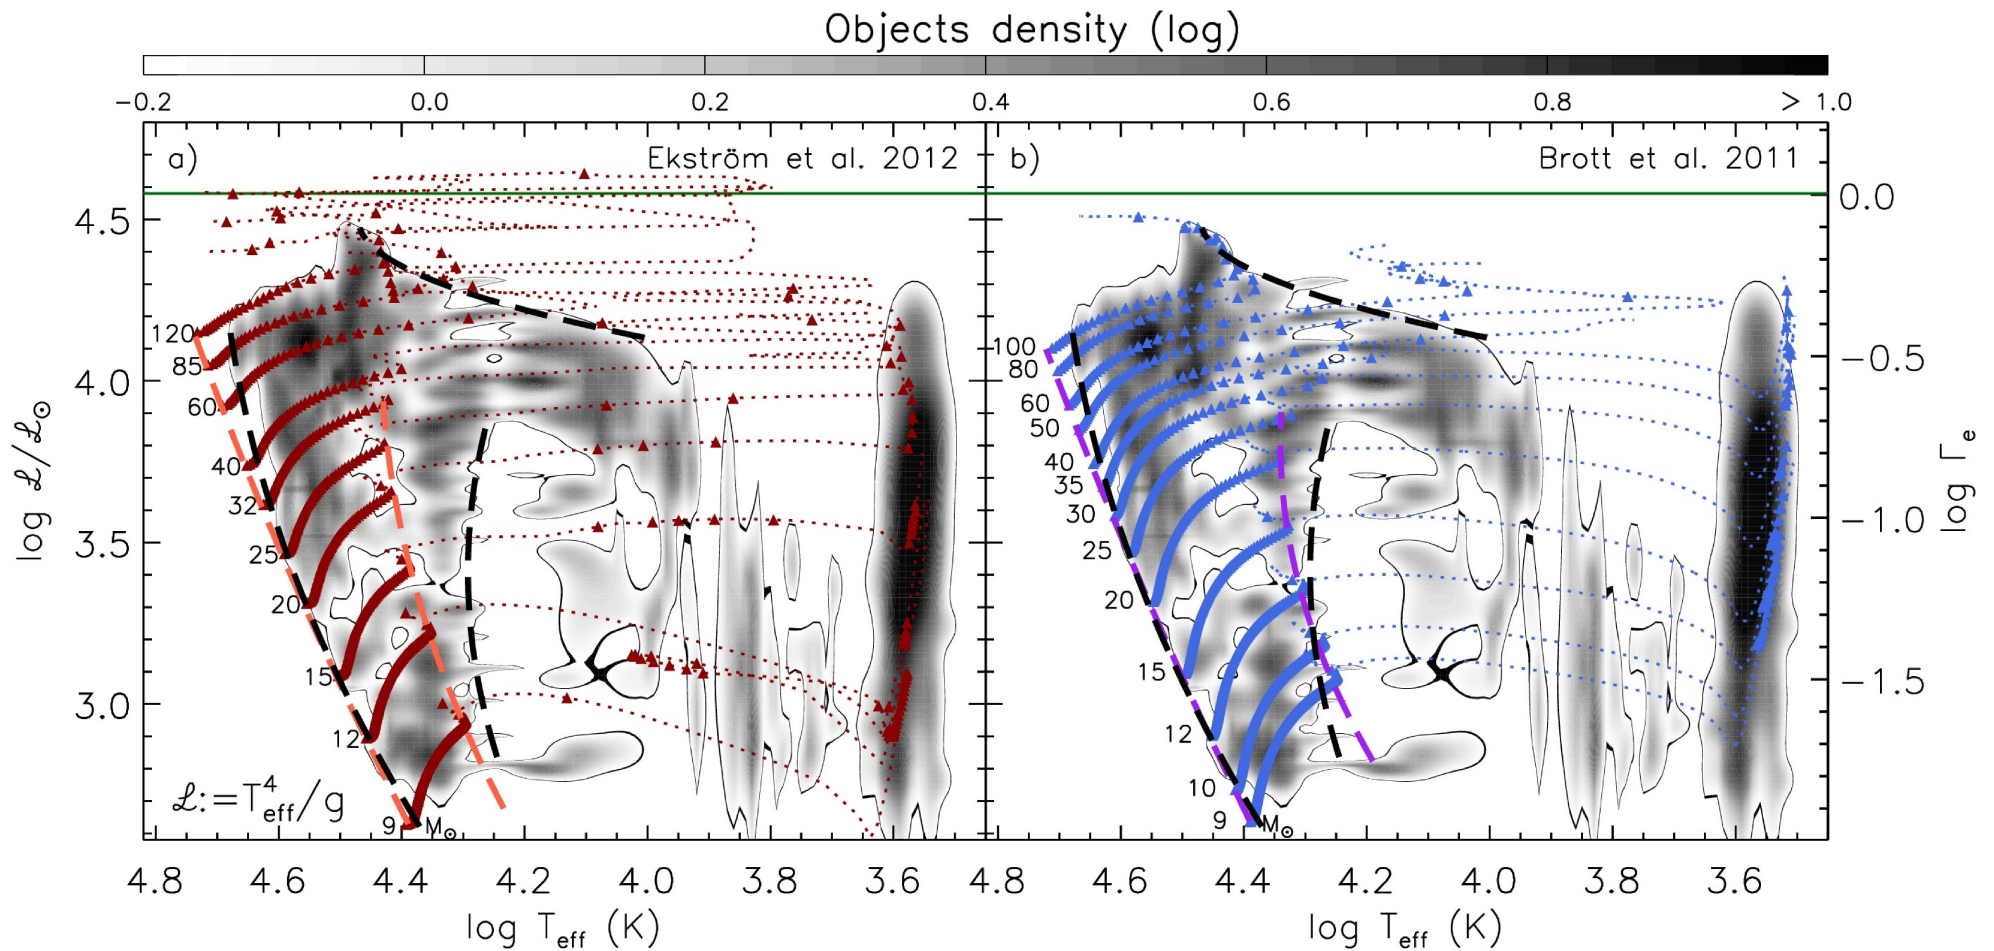 Objects density (log)
−0.2 0.0 0.2 0.4 0.6 0.8 > 1.0
a) Ekström et al. 2012
b) Brott et al. 2011
log ℒ/ℒ⊙
4.5
4.0
3.5
3.0
120
85
60
40
32
25
20
15
12
9 M⊙
ℒ:=T⁴eff/g
100
80
60
50
40
35
30
25
20
15
12
10
9 M⊙
0.0
−0.5
−1.0
−1.5
log Γe
4.8 4.6 4.4 4.2 4.0 3.8 3.6
4.8 4.6 4.4 4.2 4.0 3.8 3.6
log Teff (K)
log Teff (K)